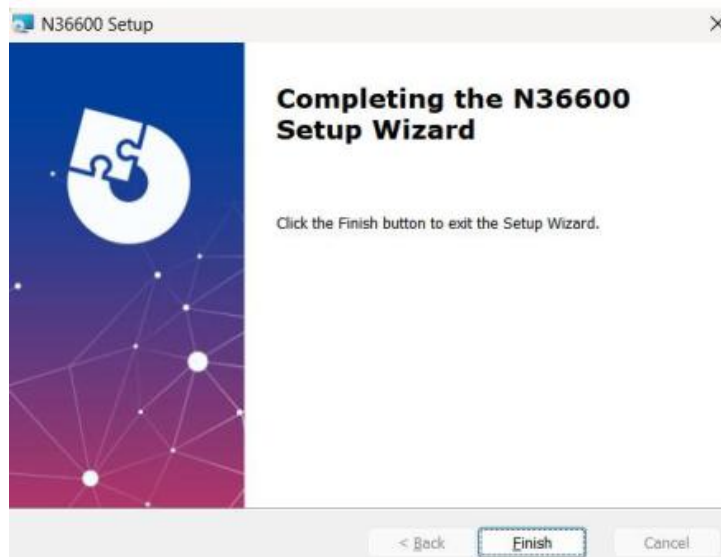 N36600 Setup
Completing the N36600
Setup Wizard
Click the Finish button to exit the Setup Wizard.
< Back
Finish
Cancel